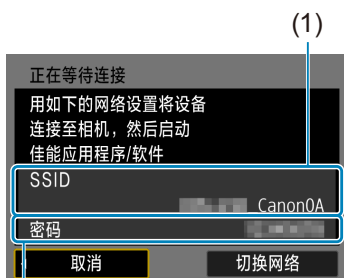 (1)
正在等待连接
用如下的网络设置将设备
连接至相机，然后启动
佳能应用程序/软件
SSID
Canon0A
密码
取消 切换网络